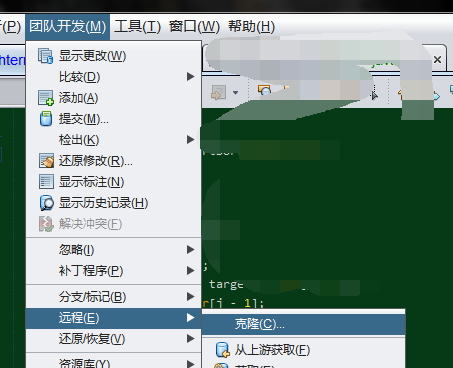 (P) 团队开发(M) 工具(T) 窗口(W) 帮助(H)
显示更改(W)
比较(D)
添加(A)
提交(M)...
检出(K)
还原修改(R)...
显示标注(N)
显示历史记录(H)
解决冲突(F)
忽略(I)
补丁程序(P)
;
targe
分支/标记(B)
r[j - 1];
远程(E)
克隆(C)...
还原/恢复(V)
从上游获取(F)
资源库(Y)